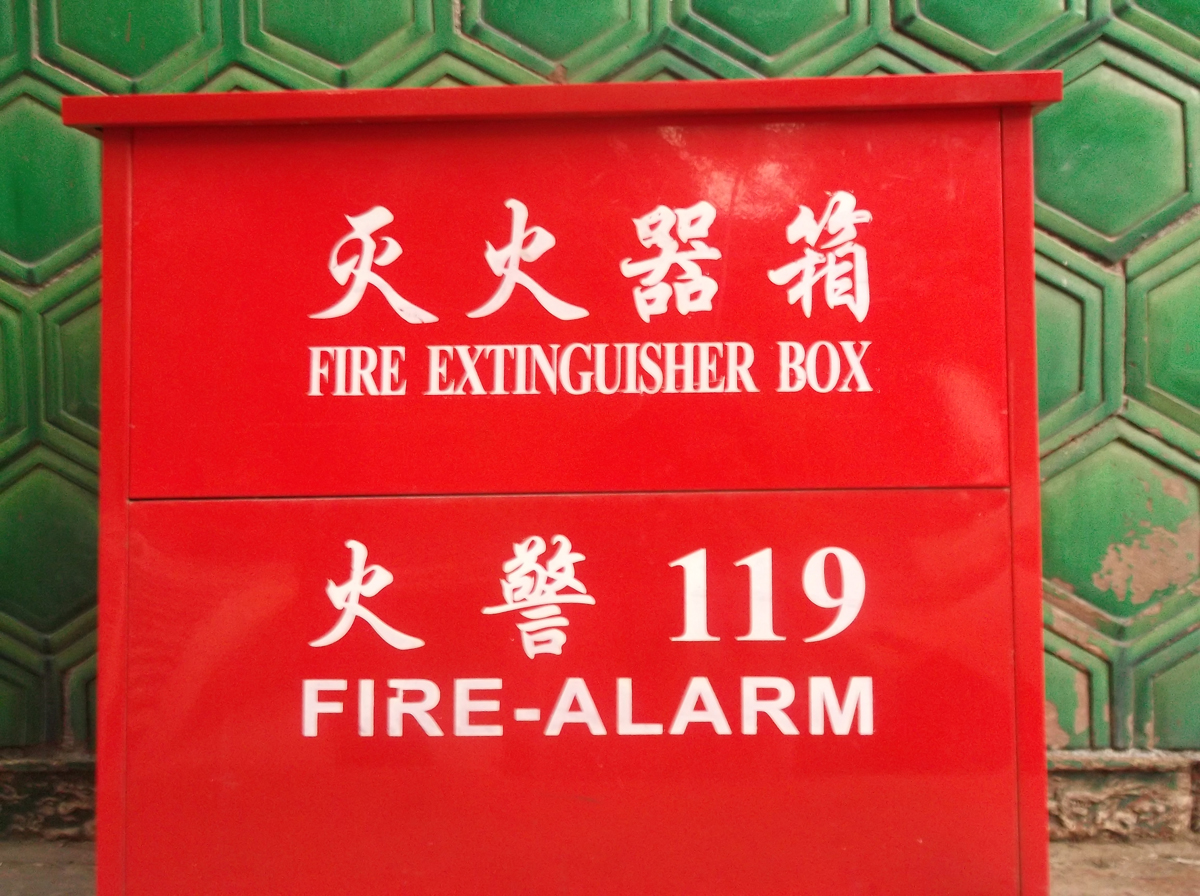 灭火器箱
FIRE EXTINGUISHER BOX
火警 119
FIRE-ALARM